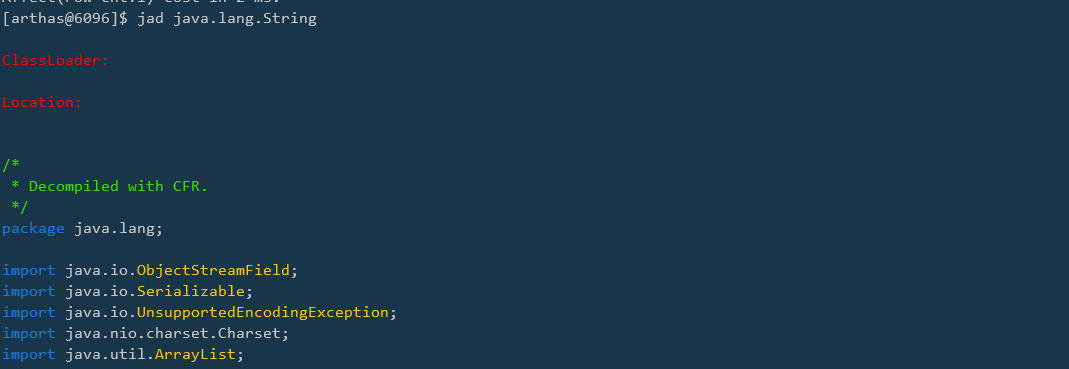 [arthas@6096]$ jad java.lang.String
ClassLoader:
Location:
/*
 * Decompiled with CFR.
 */
package java.lang;
import java.io.ObjectStreamField;
import java.io.Serializable;
import java.io.UnsupportedEncodingException;
import java.nio.charset.Charset;
import java.util.ArrayList;